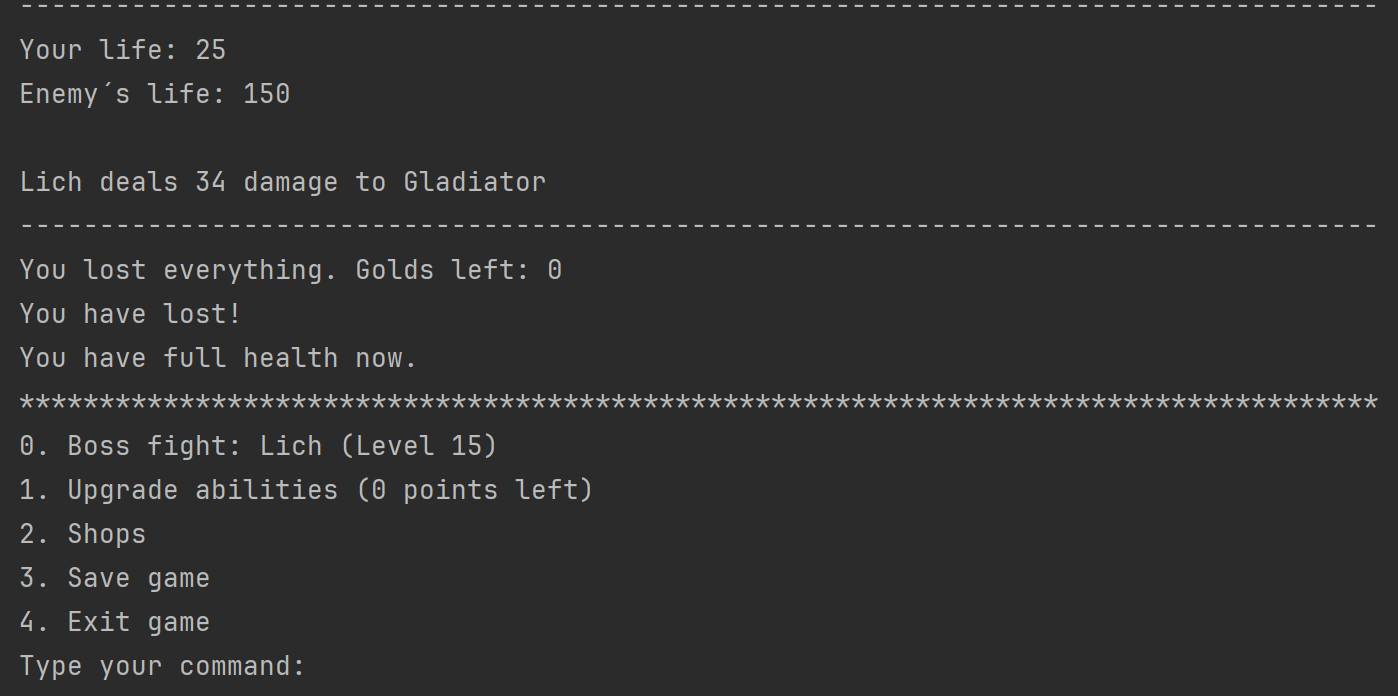 --------------------------------------------------------------------------------------
Your life: 25
Enemy´s life: 150
Lich deals 34 damage to Gladiator
--------------------------------------------------------------------------------------
You lost everything. Golds left: 0
You have lost!
You have full health now.
*************************************************************************************
0. Boss fight: Lich (Level 15)
1. Upgrade abilities (0 points left)
2. Shops
3. Save game
4. Exit game
Type your command: